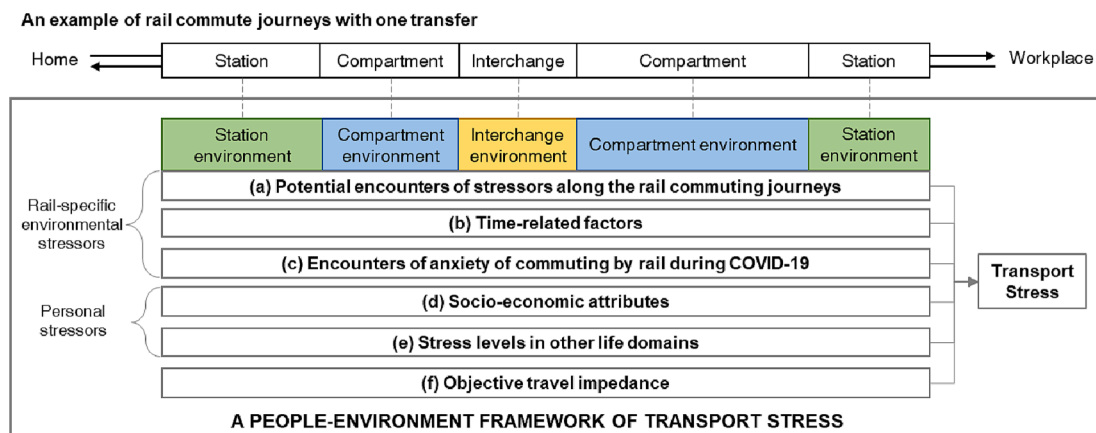 An example of rail commute journeys with one transfer
Home
Station
Compartment
Interchange
Compartment
Station
Workplace
Station
environment
Compartment
environment
Interchange
environment
Compartment environment
Station
environment
Rail-specific
environmental
stressors
(a) Potential encounters of stressors along the rail commuting journeys
(b) Time-related factors
(c) Encounters of anxiety of commuting by rail during COVID-19
Personal
stressors
(d) Socio-economic attributes
(e) Stress levels in other life domains
(f) Objective travel impedance
Transport
Stress
A PEOPLE-ENVIRONMENT FRAMEWORK OF TRANSPORT STRESS